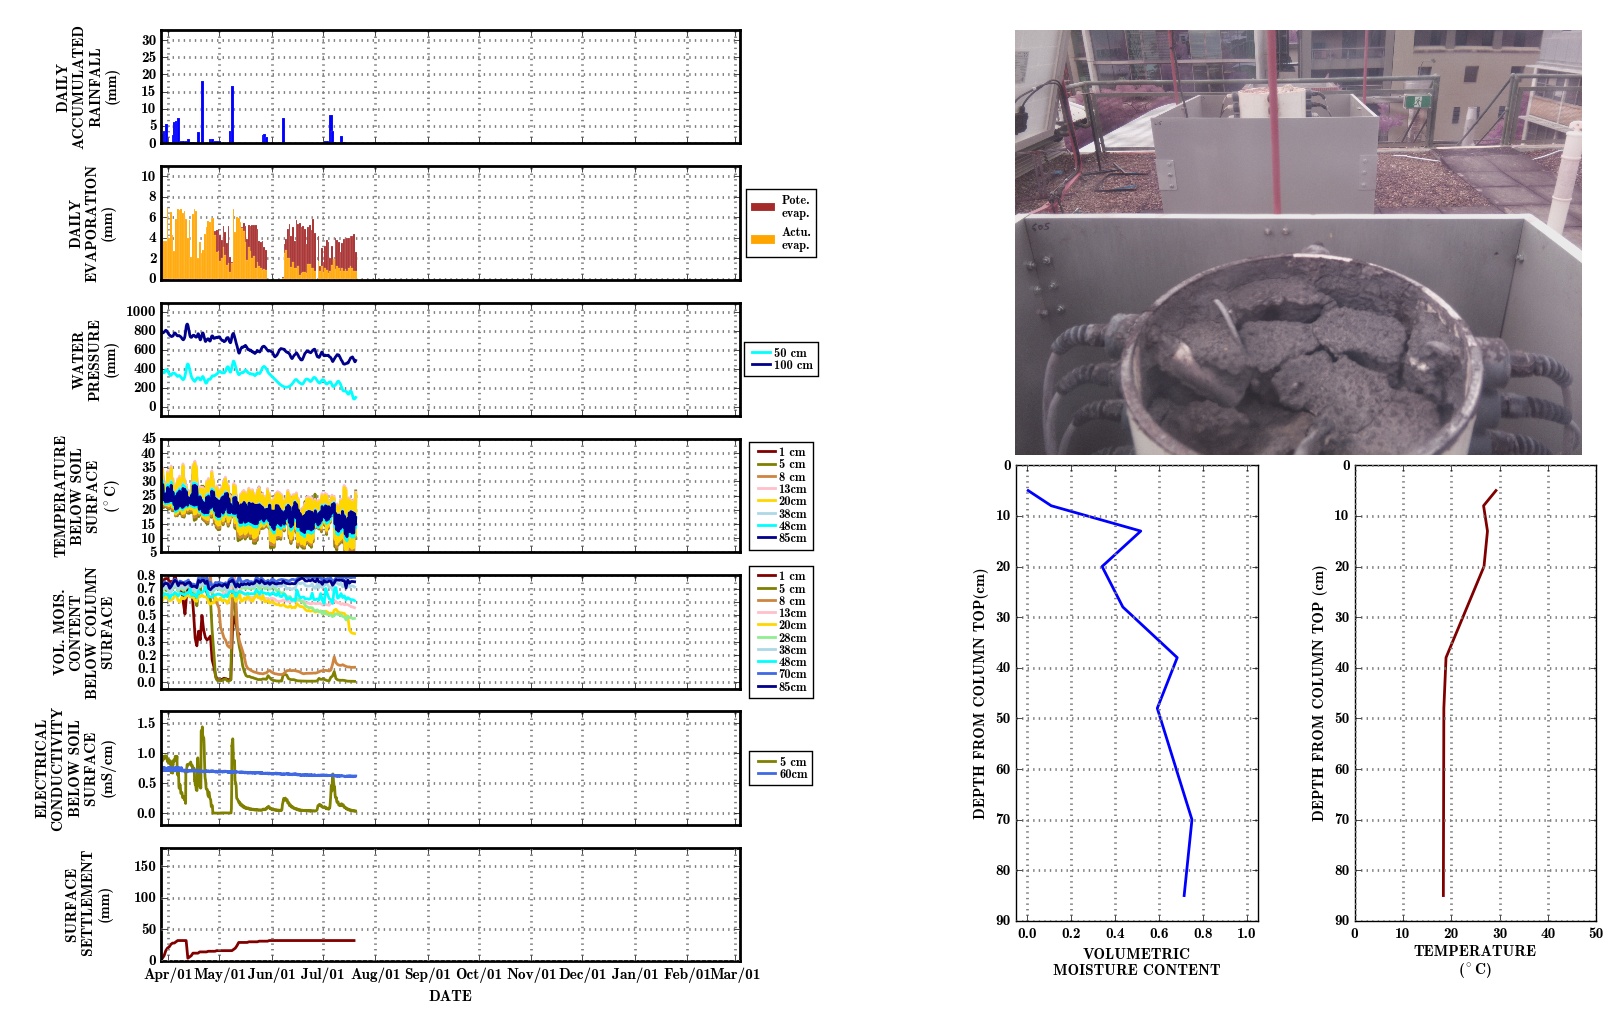 DAILY
ACCUMULATED
RAINFALL
(mm)
30
25
20
15
10
5
0
DAILY
EVAPORATION
(mm)
10
8
6
4
2
0
Pote.
evap.
Actu.
evap.
WATER
PRESSURE
(mm)
1000
800
600
400
200
0
50 cm
100 cm
TEMPERATURE
BELOW SOIL
SURFACE
(°C)
45
40
35
30
25
20
15
10
5
1 cm
5 cm
8 cm
13cm
20cm
38cm
48cm
85cm
VOL. MOIS.
CONTENT
BELOW COLUMN
SURFACE
0.8
0.7
0.6
0.5
0.4
0.3
0.2
0.1
0.0
1 cm
5 cm
8 cm
13cm
20cm
28cm
38cm
48cm
70cm
85cm
ELECTRICAL
CONDUCTIVITY
BELOW SOIL
SURFACE
(mS/cm)
1.5
1.0
0.5
0.0
5 cm
60cm
SURFACE
SETTLEMENT
(mm)
150
100
50
0
Apr/01 May/01 Jun/01 Jul/01 Aug/01 Sep/01 Oct/01 Nov/01 Dec/01 Jan/01 Feb/01 Mar/01
DATE
605
DEPTH FROM COLUMN TOP(cm)
0
10
20
30
40
50
60
70
80
90
0.0 0.2 0.4 0.6 0.8 1.0
VOLUMETRIC
MOISTURE CONTENT
DEPTH FROM COLUMN TOP (cm)
0
10
20
30
40
50
60
70
80
90
0 10 20 30 40 50
TEMPERATURE
(°C)